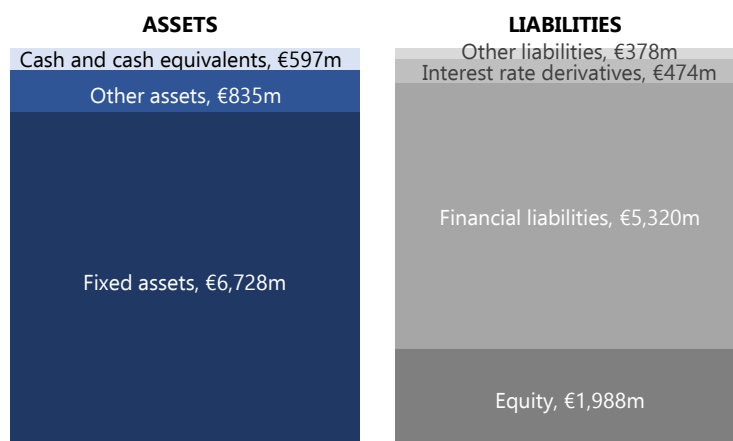 ASSETS
Cash and cash equivalents, €597m
Other assets, €835m
Fixed assets, €6,728m
LIABILITIES
Other liabilities, €378m
Interest rate derivatives, €474m
Financial liabilities, €5,320m
Equity, €1,988m